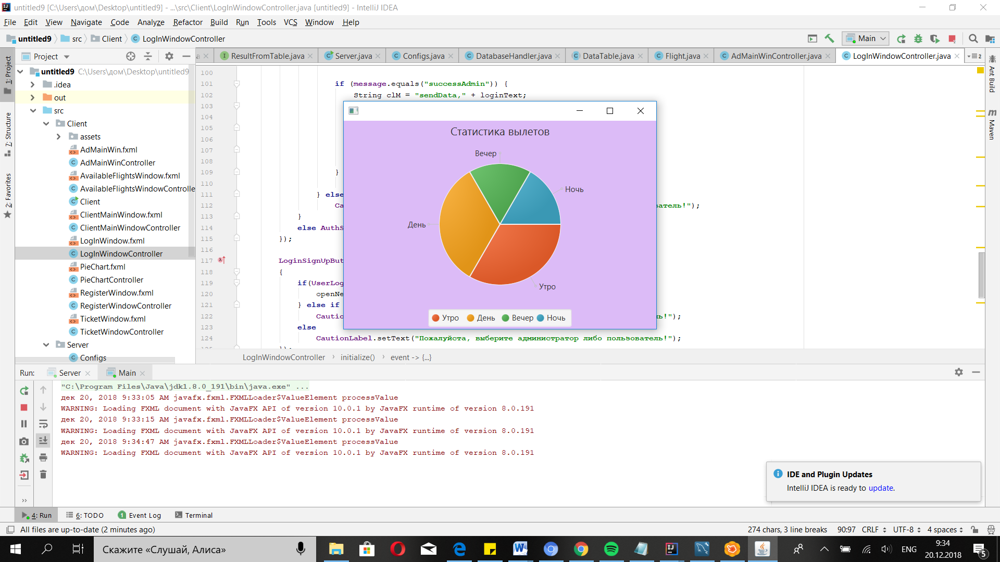 untitled9 [C:\Users\дом\Desktop\untitled9] - ...\src\Client\LogInWindowController.java [untitled9] - IntelliJ IDEA
File Edit View Navigate Code Analyze Refactor Build Run Tools VCS Window Help
untitled9 src Client LogInWindowController Main
Project
a ResultFromTable.java Server.java Configs.java DatabaseHandler.java DataTable.java Flight.java AdMainWinController.java LogInWindowController.java 2
1: Project
7: Structure
2: Favorites
untitled9 C:\Users\дом\Desktop\untitled9
.idea
out
src
Client
assets
AdMainWin.fxml
AdMainWinController
AvailableFlightsWindow.fxml
AvailableFlightsWindowControlle
Client
ClientMainWindow.fxml
ClientMainWindowController
LogInWindow.fxml
LogInWindowController
PieChart.fxml
PieChartController
RegisterWindow.fxml
RegisterWindowController
TicketWindow.fxml
TicketWindowController
Server
Configs
100
101 if (message.equals("successAdmin")) {
102 String clM = "sendData," + loginText;
103
104
105
106
107
108
109 }
110
111 } else
112 Ca ватель!");
113 }
114 else AuthS
115 });
116
117 LoginSignUpBut
118 {
119 if(UserLog
120 openNe
121 } else if
122 Cautio ль!");
123 else
124 CautionLabel.setText("Пожалуйста, выберите администратор либо пользователь!");
125 });
Статистика вылетов
Вечер
Ночь
День
Утро
Утро День Вечер Ночь
Ant Build
Maven
LogInWindowController initialize() event -> {...}
Run: Server Main
"C:\Program Files\Java\jdk1.8.0_191\bin\java.exe" ...
дек 20, 2018 9:33:05 AM javafx.fxml.FXMLLoader$ValueElement processValue
WARNING: Loading FXML document with JavaFX API of version 10.0.1 by JavaFX runtime of version 8.0.191
дек 20, 2018 9:33:15 AM javafx.fxml.FXMLLoader$ValueElement processValue
WARNING: Loading FXML document with JavaFX API of version 10.0.1 by JavaFX runtime of version 8.0.191
дек 20, 2018 9:34:47 AM javafx.fxml.FXMLLoader$ValueElement processValue
WARNING: Loading FXML document with JavaFX API of version 10.0.1 by JavaFX runtime of version 8.0.191
IDE and Plugin Updates
IntelliJ IDEA is ready to update.
4: Run 6: TODO 1 Event Log Terminal
All files are up-to-date (2 minutes ago) 274 chars, 3 line breaks 90:97 CRLF UTF-8 4 spaces
Скажите «Слушай, Алиса»
ENG
9:34
20.12.2018
5